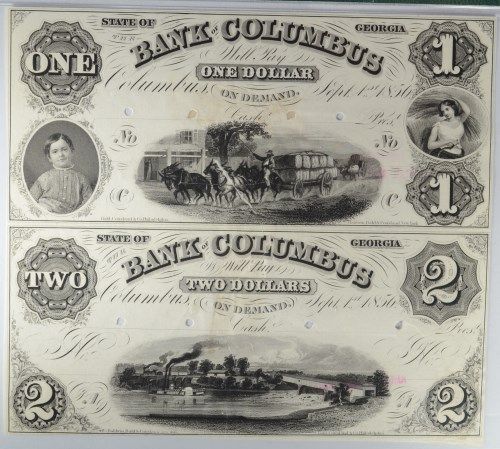 STATE OF GEORGIA
THE
BANK OF COLUMBUS
ONE
1
Will Pay
ONE DOLLAR
Columbus, ON DEMAND. Sept. 1st 1856
Cash. Pres.
No No
C C
1
STATE OF GEORGIA
THE
BANK OF COLUMBUS
TWO
2
Will Pay
TWO DOLLARS
Columbus, ON DEMAND. Sept. 1st 1856
Cash. Pres.
No No
A A
2 2